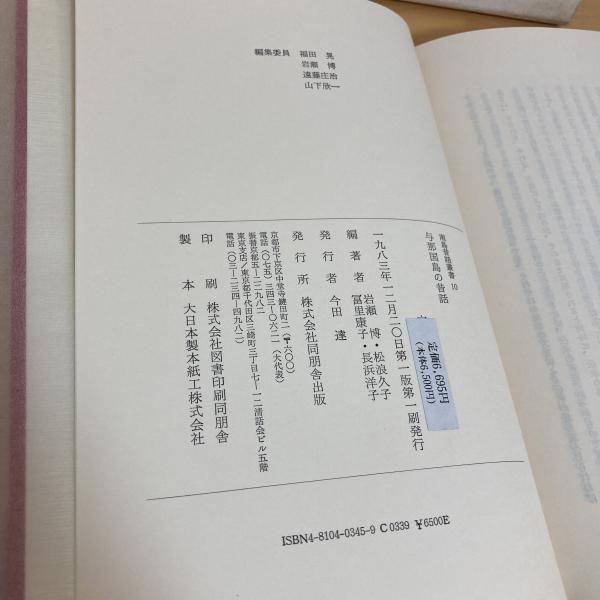 編集委員 福田 晃
岩瀬 博
遠藤庄治
山下欣一
南島昔話叢書 10
与那国島の昔話
定価6,695円
(本体6,500円)
一九八三年一二月二〇日第一版第一刷発行
編著者 岩瀬 博・松浪久子
冨里康子・長浜洋子
発行者 今田 達
発行所 株式会社同朋舎出版
京都市下京区中堂寺鍵田町二(〒六〇〇)
電話(〇七五)三四三―〇六二一(大代表)
振替京都五―二二九八二
東京支店/東京都千代田区三崎町三丁目七―一二清話会ビル五階
電話(〇三―二三四―四九八二)
印刷 株式会社図書印刷同朋舎
製本 大日本製本紙工株式会社
ISBN4-8104-0345-9 C0339 ¥6500E